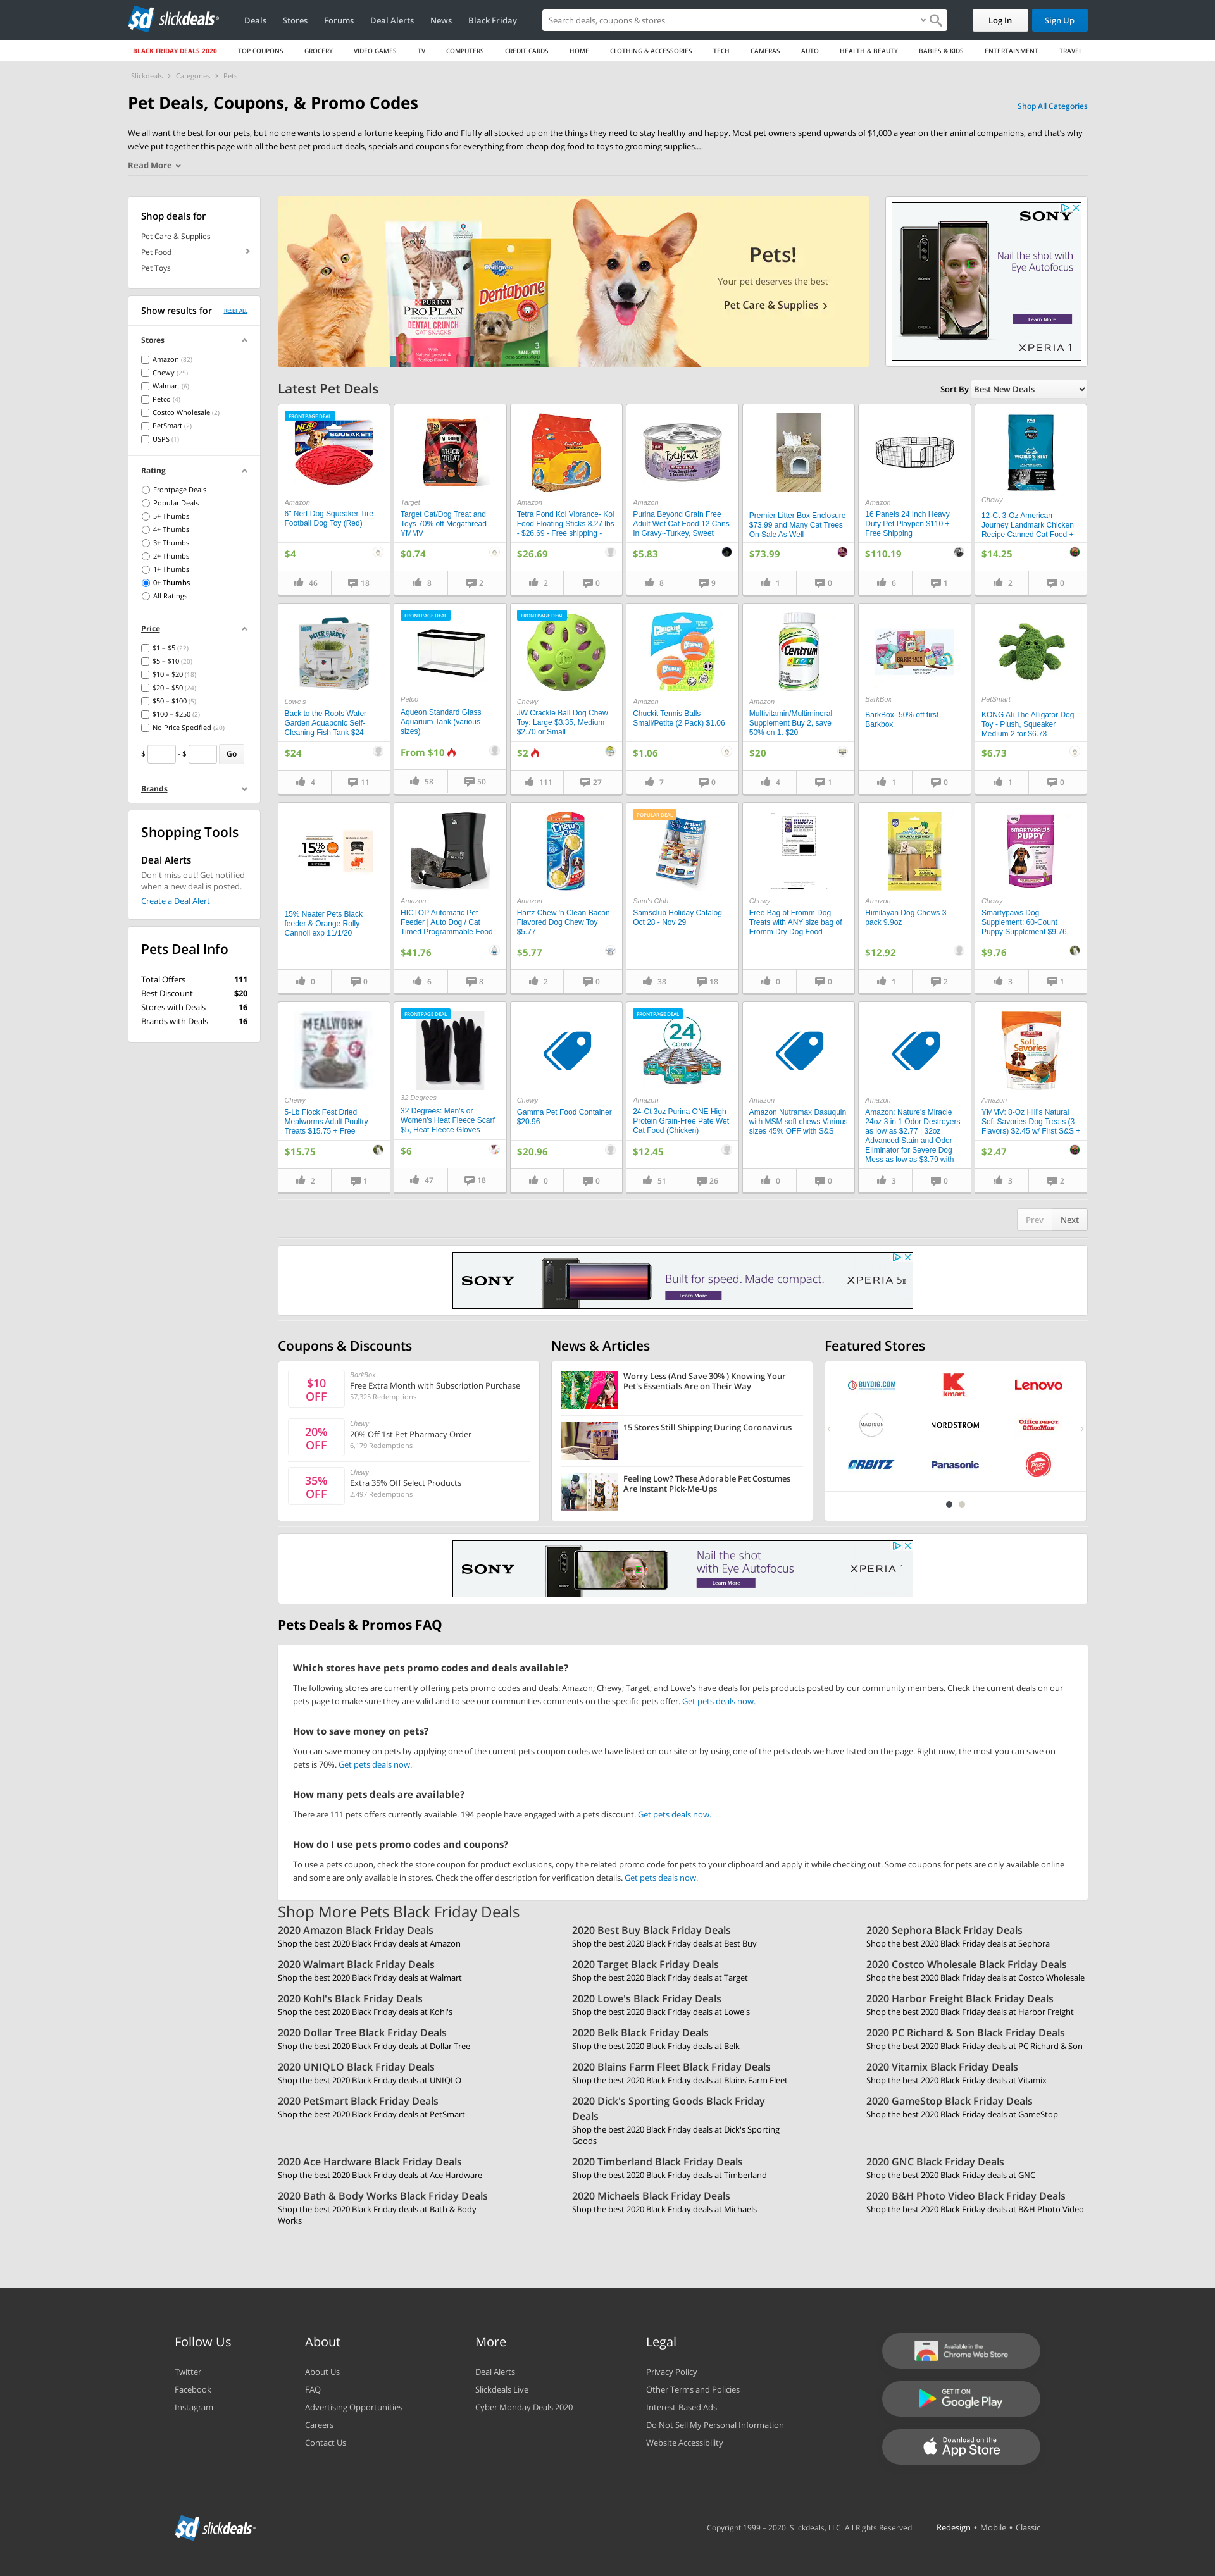 slickdeals
Deals
Stores
Forums
Deal Alerts
News
Black Friday
Search deals, coupons & stores
Log In
Sign Up
BLACK FRIDAY DEALS 2020
TOP COUPONS
GROCERY
VIDEO GAMES
TV
COMPUTERS
CREDIT CARDS
HOME
CLOTHING & ACCESSORIES
TECH
CAMERAS
AUTO
HEALTH & BEAUTY
BABIES & KIDS
ENTERTAINMENT
TRAVEL
Slickdeals > Categories > Pets
Pet Deals, Coupons, & Promo Codes
Shop All Categories
We all want the best for our pets, but no one wants to spend a fortune keeping Fido and Fluffy all stocked up on the things they need to stay healthy and happy. Most pet owners spend upwards of $1,000 a year on their animal companions, and that's why
we've put together this page with all the best pet product deals, specials and coupons for everything from cheap dog food to toys to grooming supplies....
Read More
Shop deals for
Pet Care & Supplies
Pet Food
Pet Toys
Show results for
RESET ALL
Stores
Amazon (82)
Chewy (25)
Walmart (6)
Petco (4)
Costco Wholesale (2)
PetSmart (2)
USPS (1)
Rating
Frontpage Deals
Popular Deals
5+ Thumbs
4+ Thumbs
3+ Thumbs
2+ Thumbs
1+ Thumbs
0+ Thumbs
All Ratings
Price
$1 – $5 (22)
$5 – $10 (20)
$10 – $20 (18)
$20 – $50 (24)
$50 – $100 (5)
$100 – $250 (2)
No Price Specified (20)
$ - $ Go
Brands
Shopping Tools
Deal Alerts
Don't miss out! Get notified
when a new deal is posted.
Create a Deal Alert
Pets Deal Info
Total Offers 111
Best Discount $20
Stores with Deals 16
Brands with Deals 16
PURINA
PRO PLAN
DENTAL CRUNCH
CAT SNACKS
Pedigree
Dentabone
Pets!
Your pet deserves the best
Pet Care & Supplies
SONY
Nail the shot with
Eye Autofocus
Learn More
XPERIA 1
Latest Pet Deals
Sort By Best New Deals
FRONTPAGE DEAL
NERF
SQUEAKER
Amazon
6" Nerf Dog Squeaker Tire
Football Dog Toy (Red)
$4
46
18
Target
Target Cat/Dog Treat and
Toys 70% off Megathread
YMMV
$0.74
8
2
Amazon
Tetra Pond Koi Vibrance- Koi
Food Floating Sticks 8.27 lbs
- $26.69 - Free shipping -
$26.69
2
0
Beyond
Amazon
Purina Beyond Grain Free
Adult Wet Cat Food 12 Cans
In Gravy~Turkey, Sweet
$5.83
8
9
Premier Litter Box Enclosure
$73.99 and Many Cat Trees
On Sale As Well
$73.99
1
0
Amazon
16 Panels 24 Inch Heavy
Duty Pet Playpen $110 +
Free Shipping
$110.19
6
1
WORLD'S BEST
Chewy
12-Ct 3-Oz American
Journey Landmark Chicken
Recipe Canned Cat Food +
$14.25
2
0
WATER GARDEN
Lowe's
Back to the Roots Water
Garden Aquaponic Self-
Cleaning Fish Tank $24
$24
4
11
FRONTPAGE DEAL
Petco
Aqueon Standard Glass
Aquarium Tank (various
sizes)
From $10
58
50
FRONTPAGE DEAL
Chewy
JW Crackle Ball Dog Chew
Toy: Large $3.35, Medium
$2.70 or Small
$2
111
27
Chuckit!
Amazon
Chuckit Tennis Balls
Small/Petite (2 Pack) $1.06
$1.06
7
0
Centrum
Amazon
Multivitamin/Multimineral
Supplement Buy 2, save
50% on 1. $20
$20
4
1
BarkBox
BarkBox- 50% off first
Barkbox
1
0
PetSmart
KONG Ali The Alligator Dog
Toy - Plush, Squeaker
Medium 2 for $6.73
$6.73
1
0
15% OFF
15% Neater Pets Black
feeder & Orange Rolly
Cannoli exp 11/1/20
0
0
Amazon
HICTOP Automatic Pet
Feeder | Auto Dog / Cat
Timed Programmable Food
$41.76
6
8
Amazon
Hartz Chew 'n Clean Bacon
Flavored Dog Chew Toy
$5.77
$5.77
2
0
POPULAR DEAL
Sam's Club
Samsclub Holiday Catalog
Oct 28 - Nov 29
38
18
Chewy
Free Bag of Fromm Dog
Treats with ANY size bag of
Fromm Dry Dog Food
0
0
Amazon
Himilayan Dog Chews 3
pack 9.9oz
$12.92
1
2
SMARTYPAWS
PUPPY
Chewy
Smartypaws Dog
Supplement: 60-Count
Puppy Supplement $9.76,
$9.76
3
1
MEALWORM
Chewy
5-Lb Flock Fest Dried
Mealworms Adult Poultry
Treats $15.75 + Free
$15.75
2
1
FRONTPAGE DEAL
32 Degrees
32 Degrees: Men's or
Women's Heat Fleece Scarf
$5, Heat Fleece Gloves
$6
47
18
Chewy
Gamma Pet Food Container
$20.96
$20.96
0
0
FRONTPAGE DEAL
24
COUNT
Amazon
24-Ct 3oz Purina ONE High
Protein Grain-Free Pate Wet
Cat Food (Chicken)
$12.45
51
26
Amazon
Amazon Nutramax Dasuquin
with MSM soft chews Various
sizes 45% OFF with S&S
0
0
Amazon
Amazon: Nature's Miracle
24oz 3 in 1 Odor Destroyers
as low as $2.77 | 32oz
Advanced Stain and Odor
Eliminator for Severe Dog
Mess as low as $3.79 with
3
0
Soft
Savories
Amazon
YMMV: 8-Oz Hill's Natural
Soft Savories Dog Treats (3
Flavors) $2.45 w/ First S&S +
$2.47
3
2
Prev
Next
SONY
Built for speed. Made compact.
Learn More
XPERIA 5II
Coupons & Discounts
$10
OFF
BarkBox
Free Extra Month with Subscription Purchase
57,325 Redemptions
20%
OFF
Chewy
20% Off 1st Pet Pharmacy Order
6,179 Redemptions
35%
OFF
Chewy
Extra 35% Off Select Products
2,497 Redemptions
News & Articles
Worry Less (And Save 30% ) Knowing Your
Pet's Essentials Are on Their Way
15 Stores Still Shipping During Coronavirus
Feeling Low? These Adorable Pet Costumes
Are Instant Pick-Me-Ups
Featured Stores
BUYDIG.COM
kmart
Lenovo
MADISON
NORDSTROM
Office DEPOT
OfficeMax
ORBITZ
Panasonic
Pizza Hut
SONY
Nail the shot
with Eye Autofocus
Learn More
XPERIA 1
Pets Deals & Promos FAQ
Which stores have pets promo codes and deals available?
The following stores are currently offering pets promo codes and deals: Amazon; Chewy; Target; and Lowe's have deals for pets products posted by our community members. Check the current deals on our
pets page to make sure they are valid and to see our communities comments on the specific pets offer. Get pets deals now.
How to save money on pets?
You can save money on pets by applying one of the current pets coupon codes we have listed on our site or by using one of the pets deals we have listed on the page. Right now, the most you can save on
pets is 70%. Get pets deals now.
How many pets deals are available?
There are 111 pets offers currently available. 194 people have engaged with a pets discount. Get pets deals now.
How do I use pets promo codes and coupons?
To use a pets coupon, check the store coupon for product exclusions, copy the related promo code for pets to your clipboard and apply it while checking out. Some coupons for pets are only available online
and some are only available in stores. Check the offer description for verification details. Get pets deals now.
Shop More Pets Black Friday Deals
2020 Amazon Black Friday Deals
Shop the best 2020 Black Friday deals at Amazon
2020 Best Buy Black Friday Deals
Shop the best 2020 Black Friday deals at Best Buy
2020 Sephora Black Friday Deals
Shop the best 2020 Black Friday deals at Sephora
2020 Walmart Black Friday Deals
Shop the best 2020 Black Friday deals at Walmart
2020 Target Black Friday Deals
Shop the best 2020 Black Friday deals at Target
2020 Costco Wholesale Black Friday Deals
Shop the best 2020 Black Friday deals at Costco Wholesale
2020 Kohl's Black Friday Deals
Shop the best 2020 Black Friday deals at Kohl's
2020 Lowe's Black Friday Deals
Shop the best 2020 Black Friday deals at Lowe's
2020 Harbor Freight Black Friday Deals
Shop the best 2020 Black Friday deals at Harbor Freight
2020 Dollar Tree Black Friday Deals
Shop the best 2020 Black Friday deals at Dollar Tree
2020 Belk Black Friday Deals
Shop the best 2020 Black Friday deals at Belk
2020 PC Richard & Son Black Friday Deals
Shop the best 2020 Black Friday deals at PC Richard & Son
2020 UNIQLO Black Friday Deals
Shop the best 2020 Black Friday deals at UNIQLO
2020 Blains Farm Fleet Black Friday Deals
Shop the best 2020 Black Friday deals at Blains Farm Fleet
2020 Vitamix Black Friday Deals
Shop the best 2020 Black Friday deals at Vitamix
2020 PetSmart Black Friday Deals
Shop the best 2020 Black Friday deals at PetSmart
2020 Dick's Sporting Goods Black Friday
Deals
Shop the best 2020 Black Friday deals at Dick's Sporting
Goods
2020 GameStop Black Friday Deals
Shop the best 2020 Black Friday deals at GameStop
2020 Ace Hardware Black Friday Deals
Shop the best 2020 Black Friday deals at Ace Hardware
2020 Timberland Black Friday Deals
Shop the best 2020 Black Friday deals at Timberland
2020 GNC Black Friday Deals
Shop the best 2020 Black Friday deals at GNC
2020 Bath & Body Works Black Friday Deals
Shop the best 2020 Black Friday deals at Bath & Body
Works
2020 Michaels Black Friday Deals
Shop the best 2020 Black Friday deals at Michaels
2020 B&H Photo Video Black Friday Deals
Shop the best 2020 Black Friday deals at B&H Photo Video
Follow Us
Twitter
Facebook
Instagram
About
About Us
FAQ
Advertising Opportunities
Careers
Contact Us
More
Deal Alerts
Slickdeals Live
Cyber Monday Deals 2020
Legal
Privacy Policy
Other Terms and Policies
Interest-Based Ads
Do Not Sell My Personal Information
Website Accessibility
Available in the
Chrome Web Store
GET IT ON
Google Play
Download on the
App Store
slickdeals
Copyright 1999 – 2020. Slickdeals, LLC. All Rights Reserved.
Redesign • Mobile • Classic